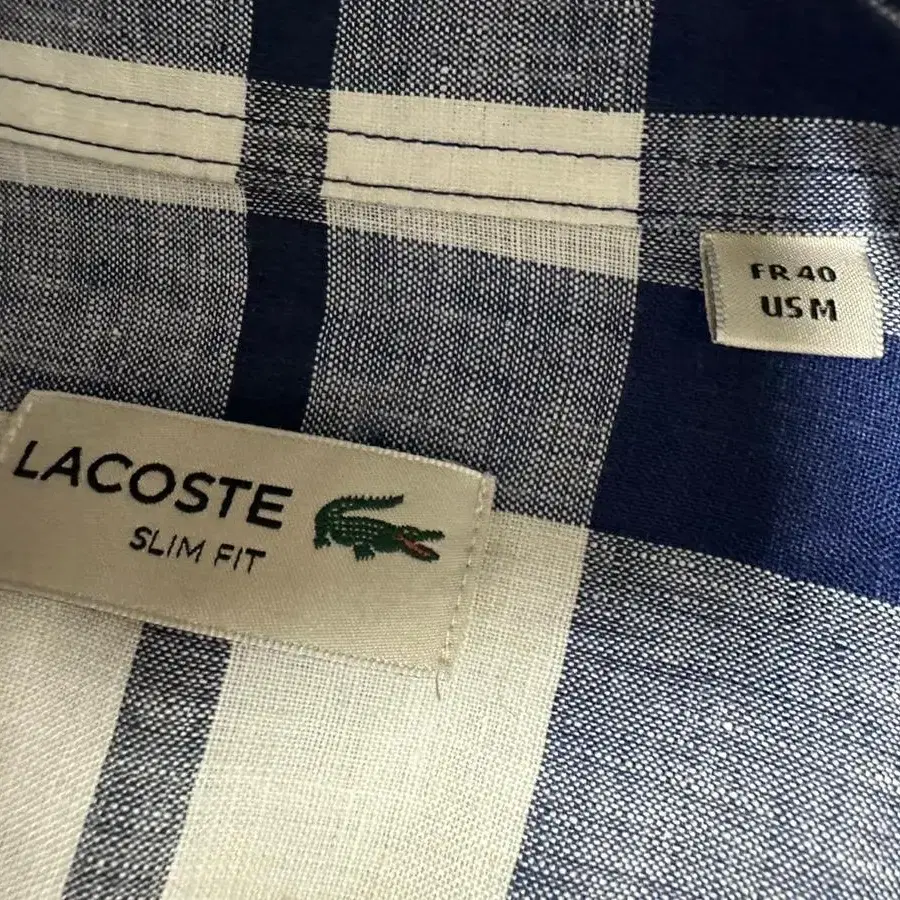 FR 40
US M
LACOSTE
SLIM FIT